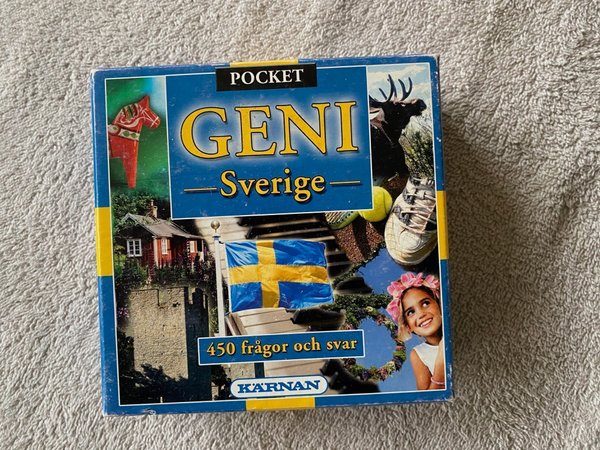 POCKET
GENI
Sverige
450 frågor och svar
KÄRNAN